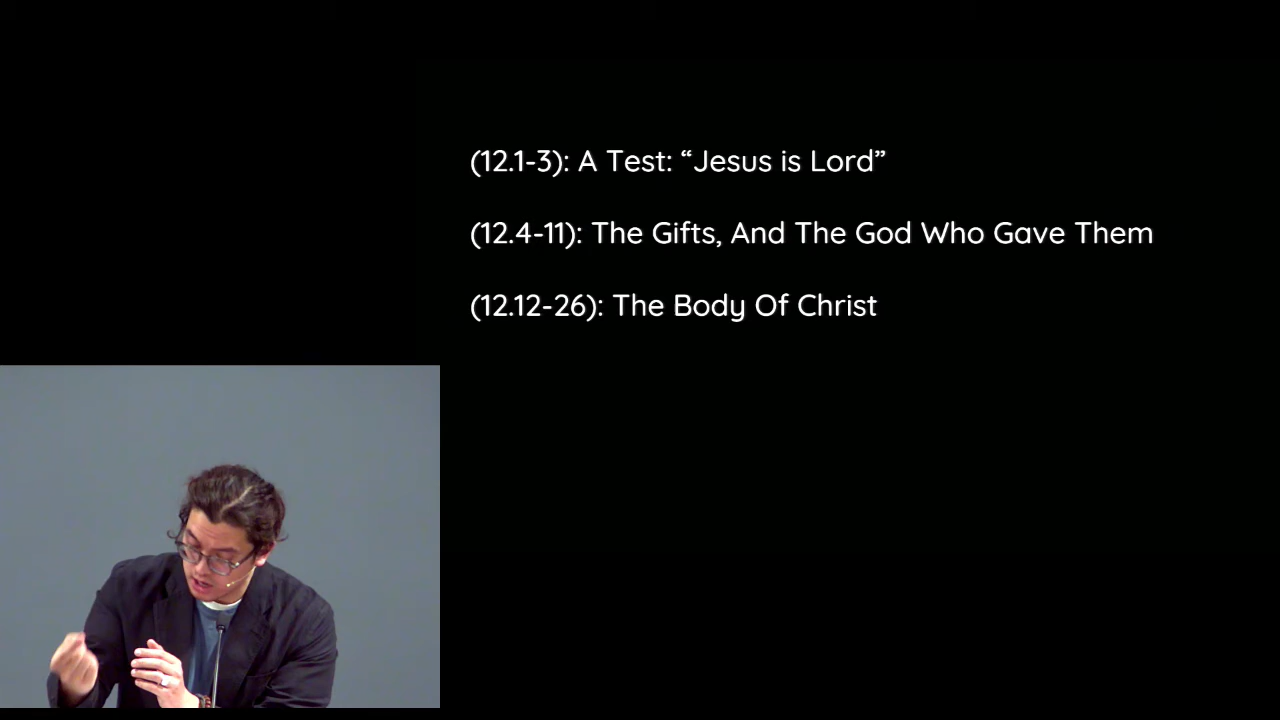 (12.1-3): A Test: “Jesus is Lord”
(12.4-11): The Gifts, And The God Who Gave Them
(12.12-26): The Body Of Christ